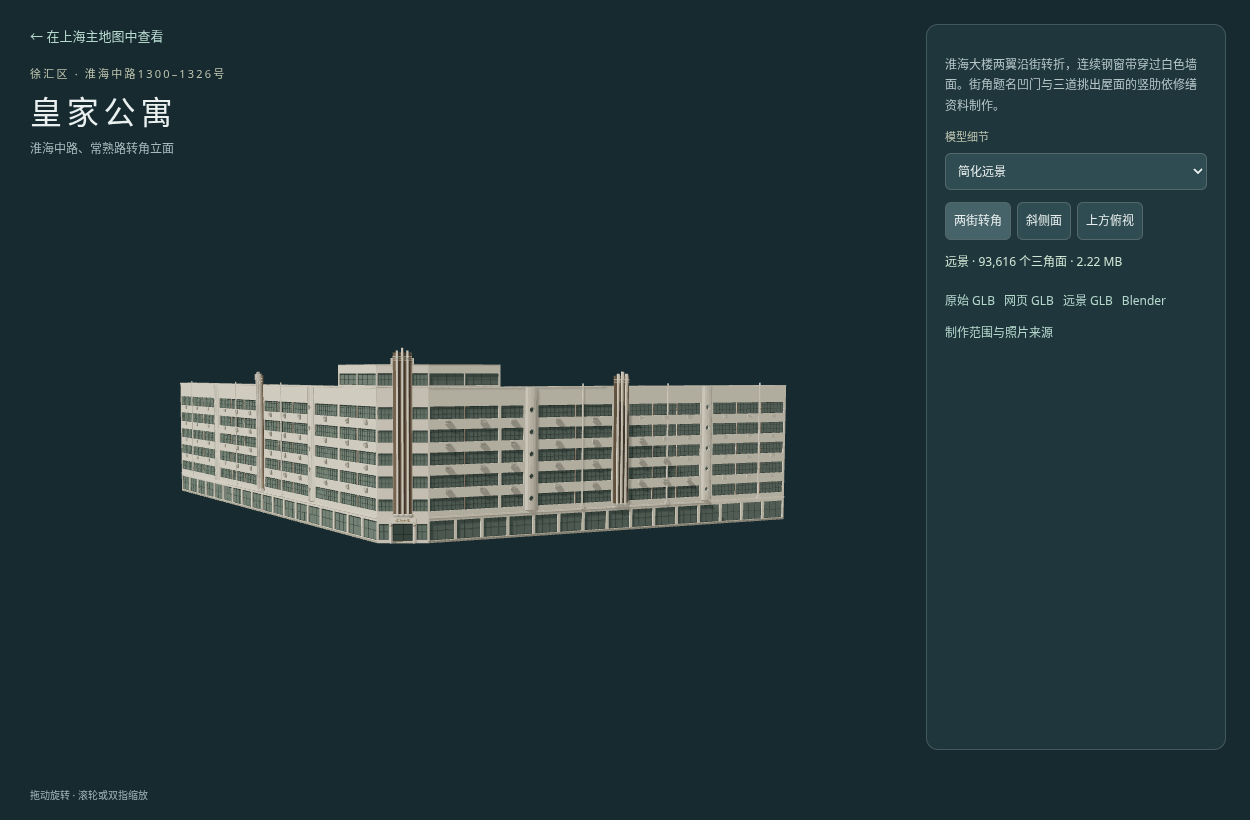 ← 在上海主地图中查看
徐汇区 · 淮海中路1300–1326号
皇家公寓
淮海中路、常熟路转角立面
淮海大楼两翼沿街转折，连续钢窗带穿过白色墙
面。街角题名凹门与三道挑出屋面的竖肋依修缮
资料制作。
模型细节
简化远景
两街转角 斜侧面 上方俯视
远景 · 93,616 个三角面 · 2.22 MB
原始 GLB 网页 GLB 远景 GLB Blender
制作范围与照片来源
拖动旋转 · 滚轮或双指缩放